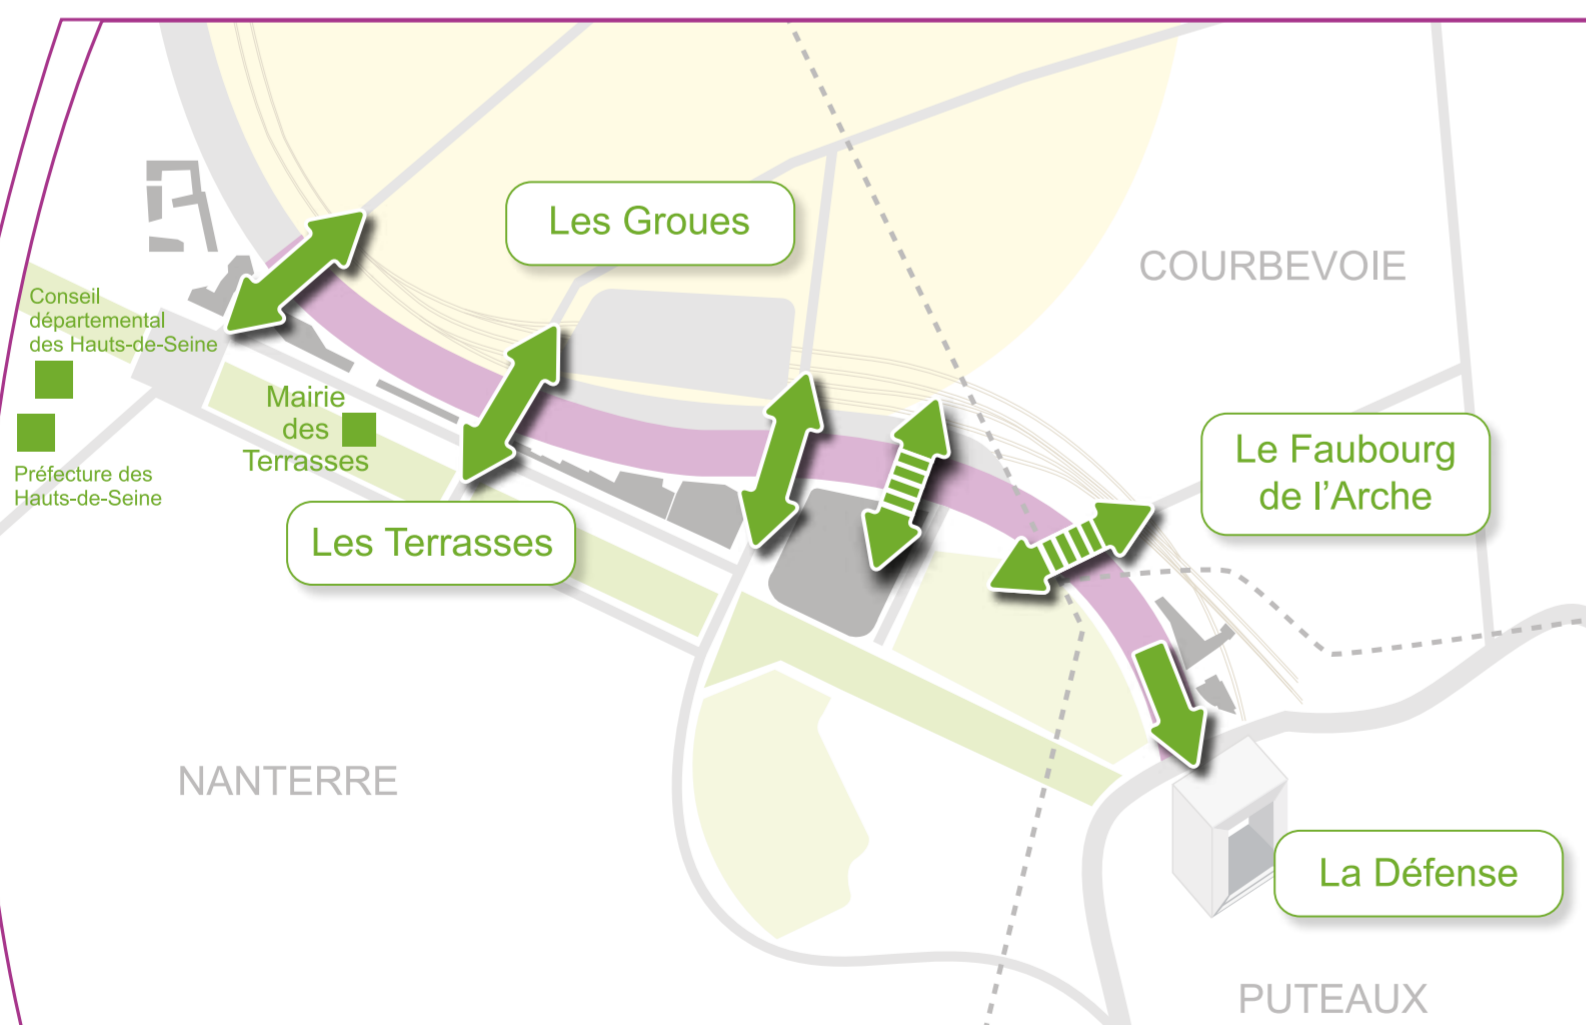 Les Groues
COURBEVOIE
Conseil
départemental
des Hauts-de-Seine
Mairie
des
Terrasses
Préfecture des
Hauts-de-Seine
Les Terrasses
Le Faubourg
de l'Arche
NANTERRE
La Défense
PUTEAUX